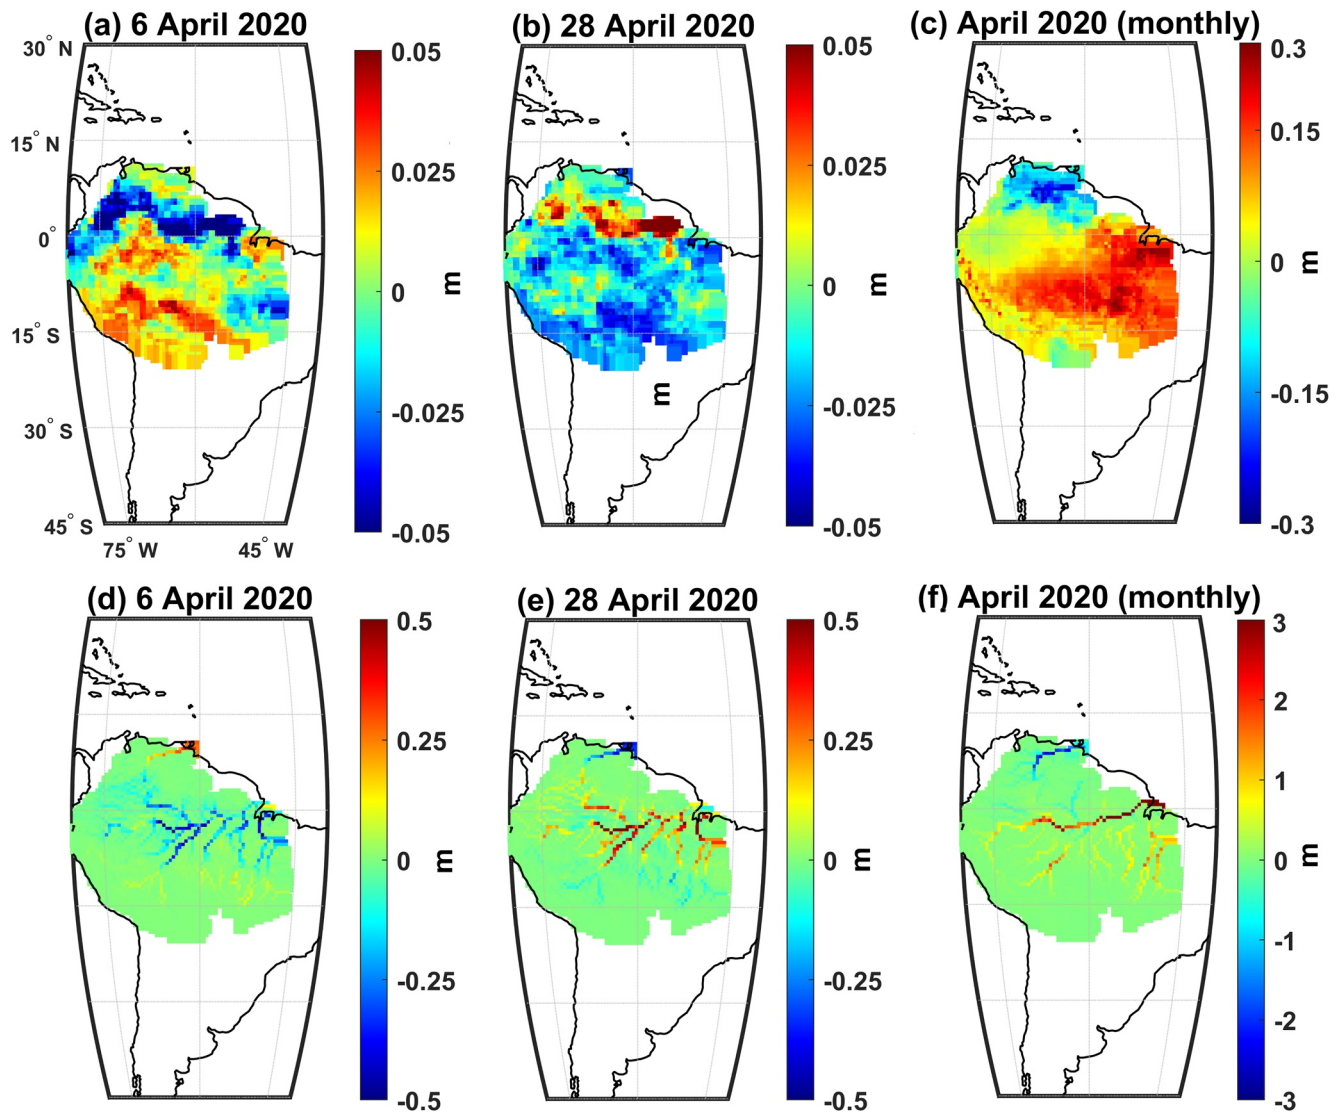 (a) 6 April 2020
(b) 28 April 2020
(c) April 2020 (monthly)
30° N
15° N
0°
15° S
30° S
45° S
75° W
45° W
0.05
0.025
0
-0.025
-0.05
m
0.05
0.025
0
-0.025
-0.05
m
m
0.3
0.15
0
-0.15
-0.3
m
(d) 6 April 2020
(e) 28 April 2020
(f) April 2020 (monthly)
0.5
0.25
0
-0.25
-0.5
m
0.5
0.25
0
-0.25
-0.5
m
3
2
1
0
-1
-2
-3
m